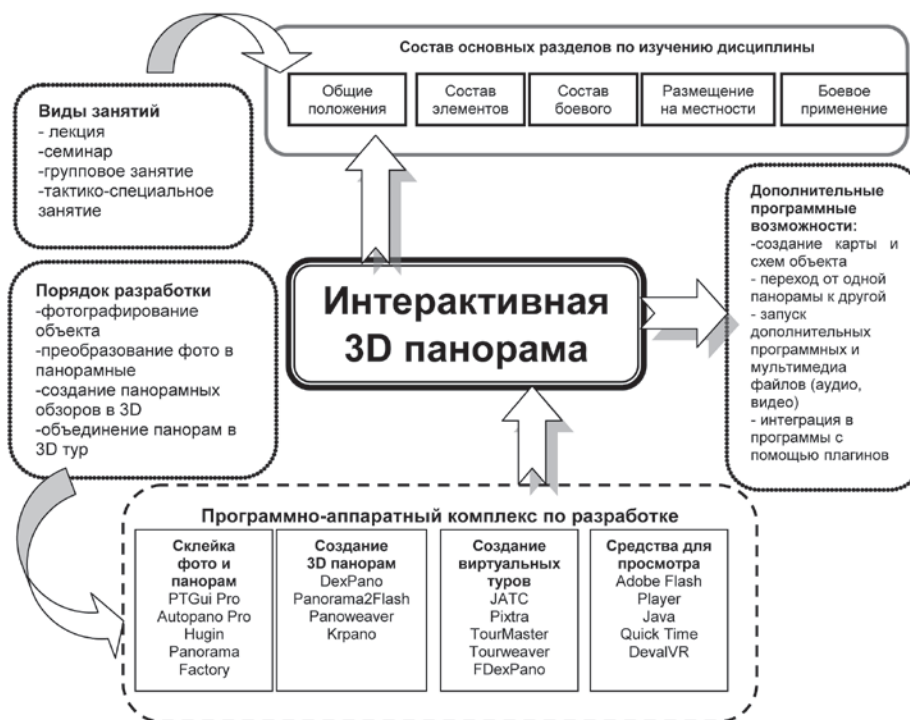 Состав основных разделов по изучению дисциплины
Общие
положения
Состав
элементов
Состав
боевого
Размещение
на местности
Боевое
применение
Виды занятий
- лекция
-семинар
-групповое занятие
-тактико-специальное
занятие
Порядок разработки
-фотографирование
объекта
-преобразование фото в
панорамные
-создание панорамных
обзоров в 3D
-объединение панорам в
3D тур
Интерактивная
3D панорама
Дополнительные
программные
возможности:
-создание карты и
схем объекта
- переход от одной
панорамы к другой
- запуск
дополнительных
программных и
мультимедиа
файлов (аудио,
видео)
- интеграция в
программы с
помощью плагинов
Программно-аппаратный комплекс по разработке
Склейка
фото и
панорам
PTGui Pro
Autopano Pro
Hugin
Panorama
Factory
Создание
3D панорам
DexPano
Panorama2Flash
Panoweaver
Krpano
Создание
виртуальных
туров
JATC
Pixtra
TourMaster
Tourweaver
FDexPano
Средства для
просмотра
Adobe Flash
Player
Java
Quick Time
DevalVR